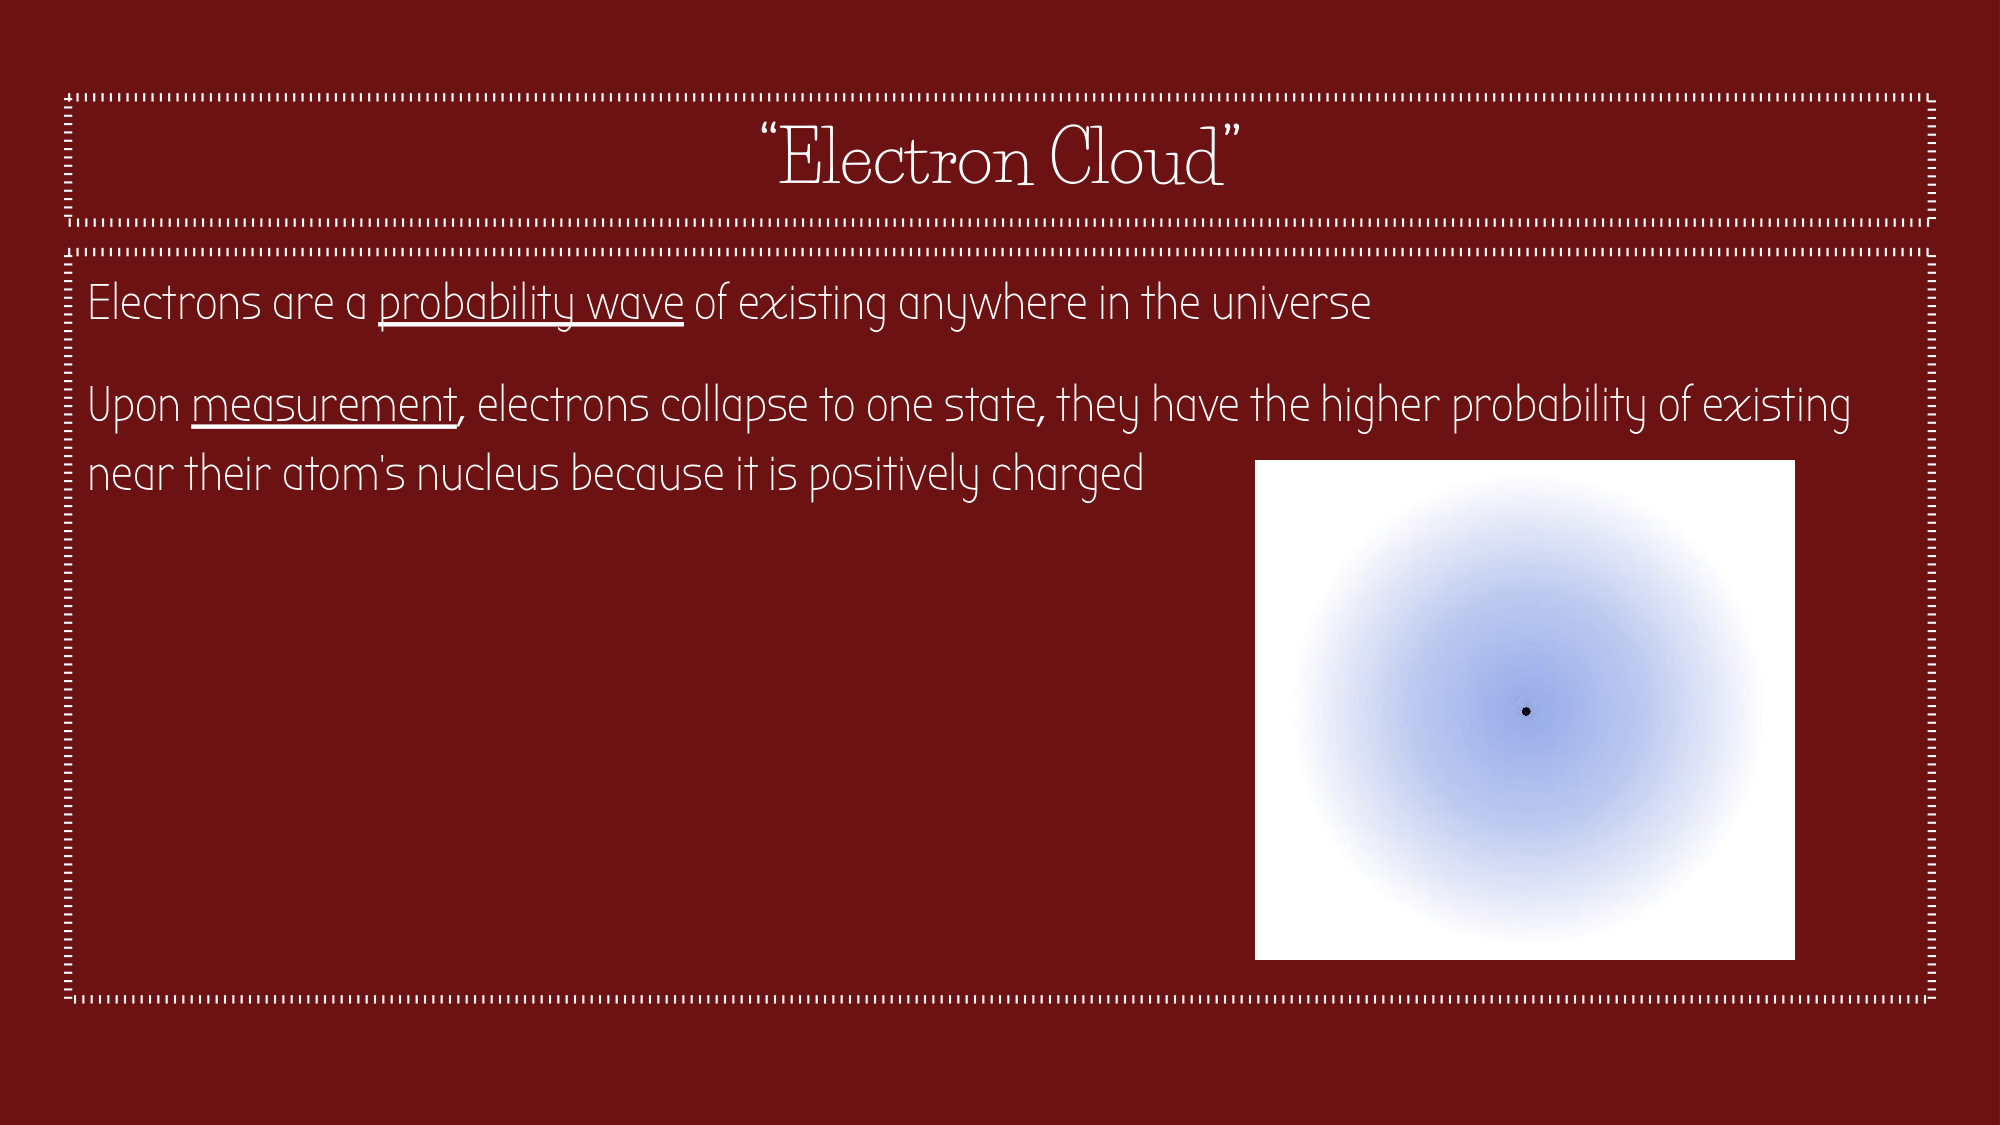 “Electron Cloud”
Electrons are a probability wave of existing anywhere in the universe
Upon measurement, electrons collapse to one state, they have the higher probability of existing
near their atom's nucleus because it is positively charged